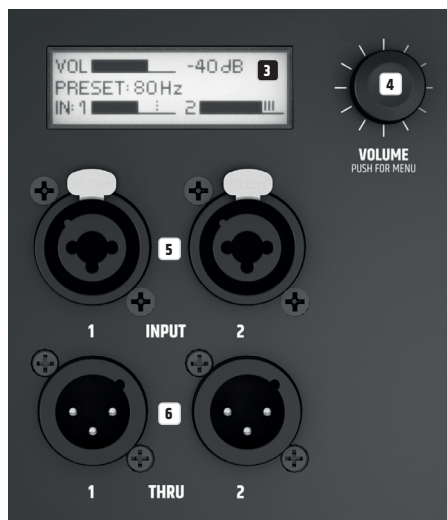 VOL -40dB 3
PRESET: 80Hz
IN: 1 2
4
VOLUME
PUSH FOR MENU
5
1 INPUT 2
6
1 THRU 2